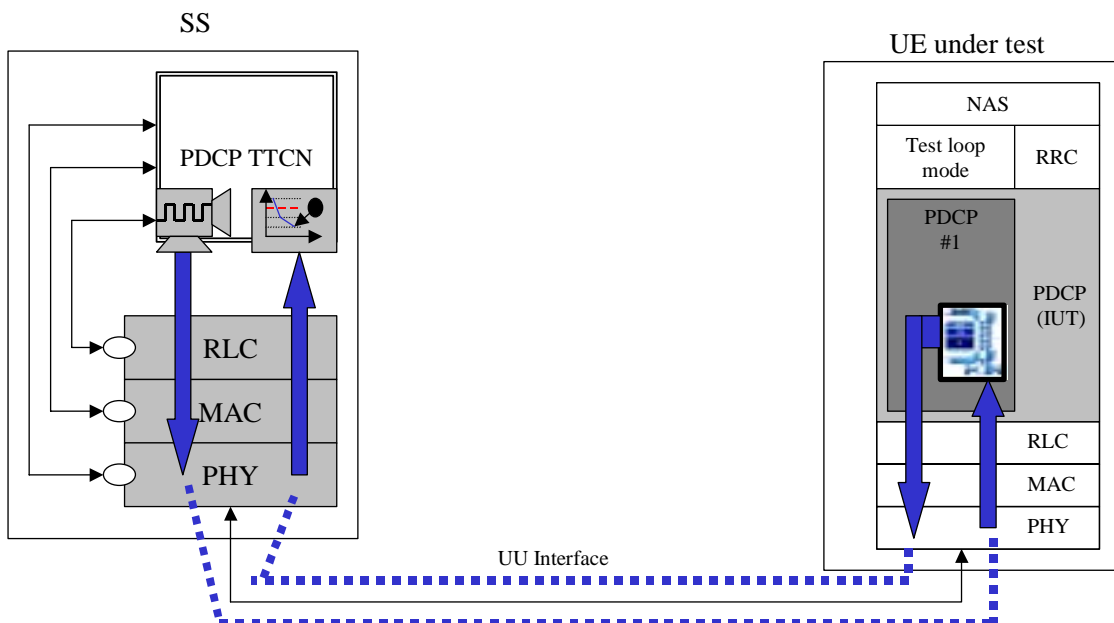 SS
UE under test
PDCP TTCN
RLC
MAC
PHY
NAS
Test loop
mode
RRC
PDCP
#1
PDCP
(IUT)
RLC
MAC
PHY
UU Interface